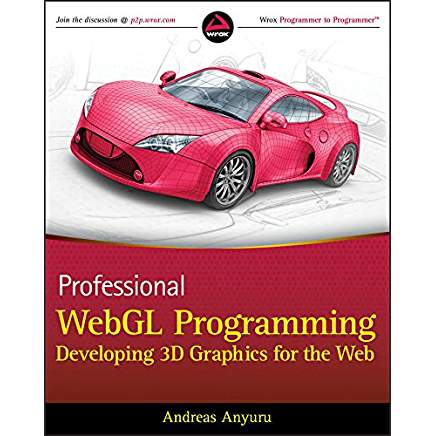 Join the discussion @ p2p.wrox.com
wrox
Wrox Programmer to Programmer™
Professional
WebGL Programming
Developing 3D Graphics for the Web
Andreas Anyuru